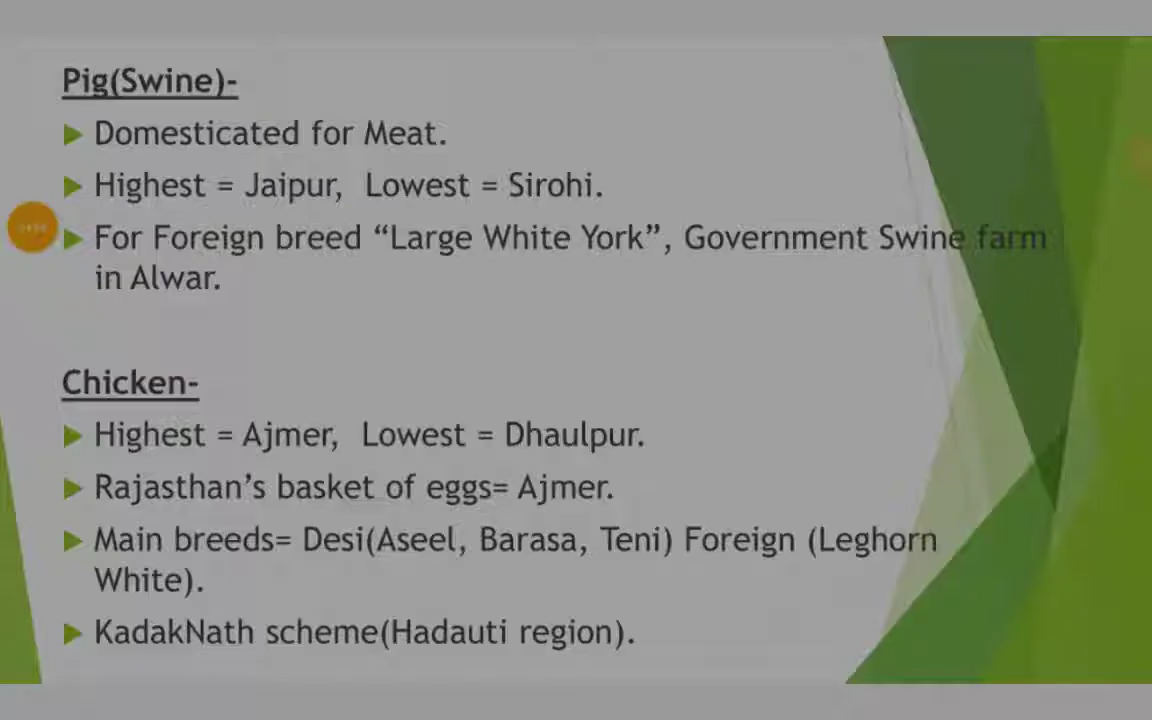 Pig(Swine)-
Domesticated for Meat.
Highest = Jaipur, Lowest = Sirohi.
For Foreign breed “Large White York”, Government Swine farm
in Alwar.
Chicken-
Highest = Ajmer, Lowest = Dhaulpur.
Rajasthan’s basket of eggs= Ajmer.
Main breeds= Desi(Aseel, Barasa, Teni) Foreign (Leghorn
White).
KadakNath scheme(Hadauti region).